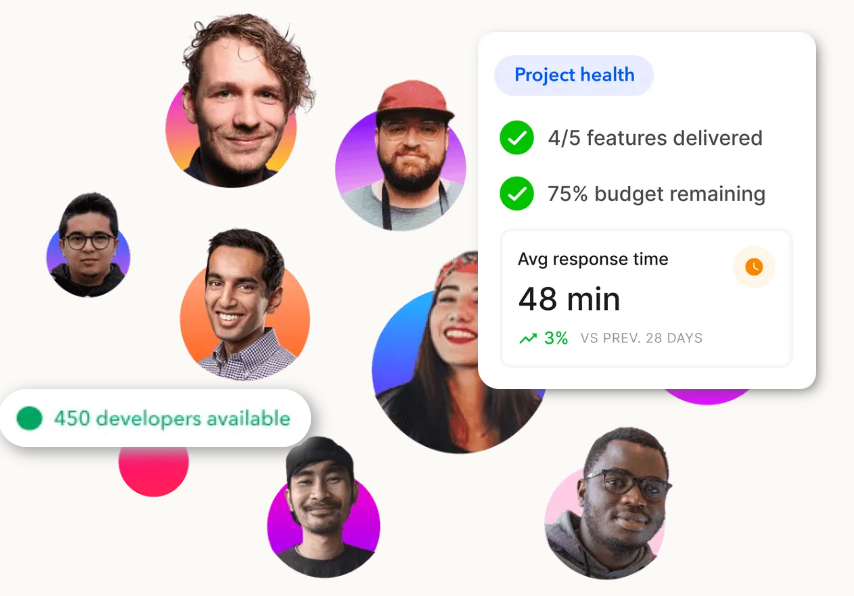 Project health
4/5 features delivered
75% budget remaining
Avg response time
48 min
3% VS PREV. 28 DAYS
450 developers available